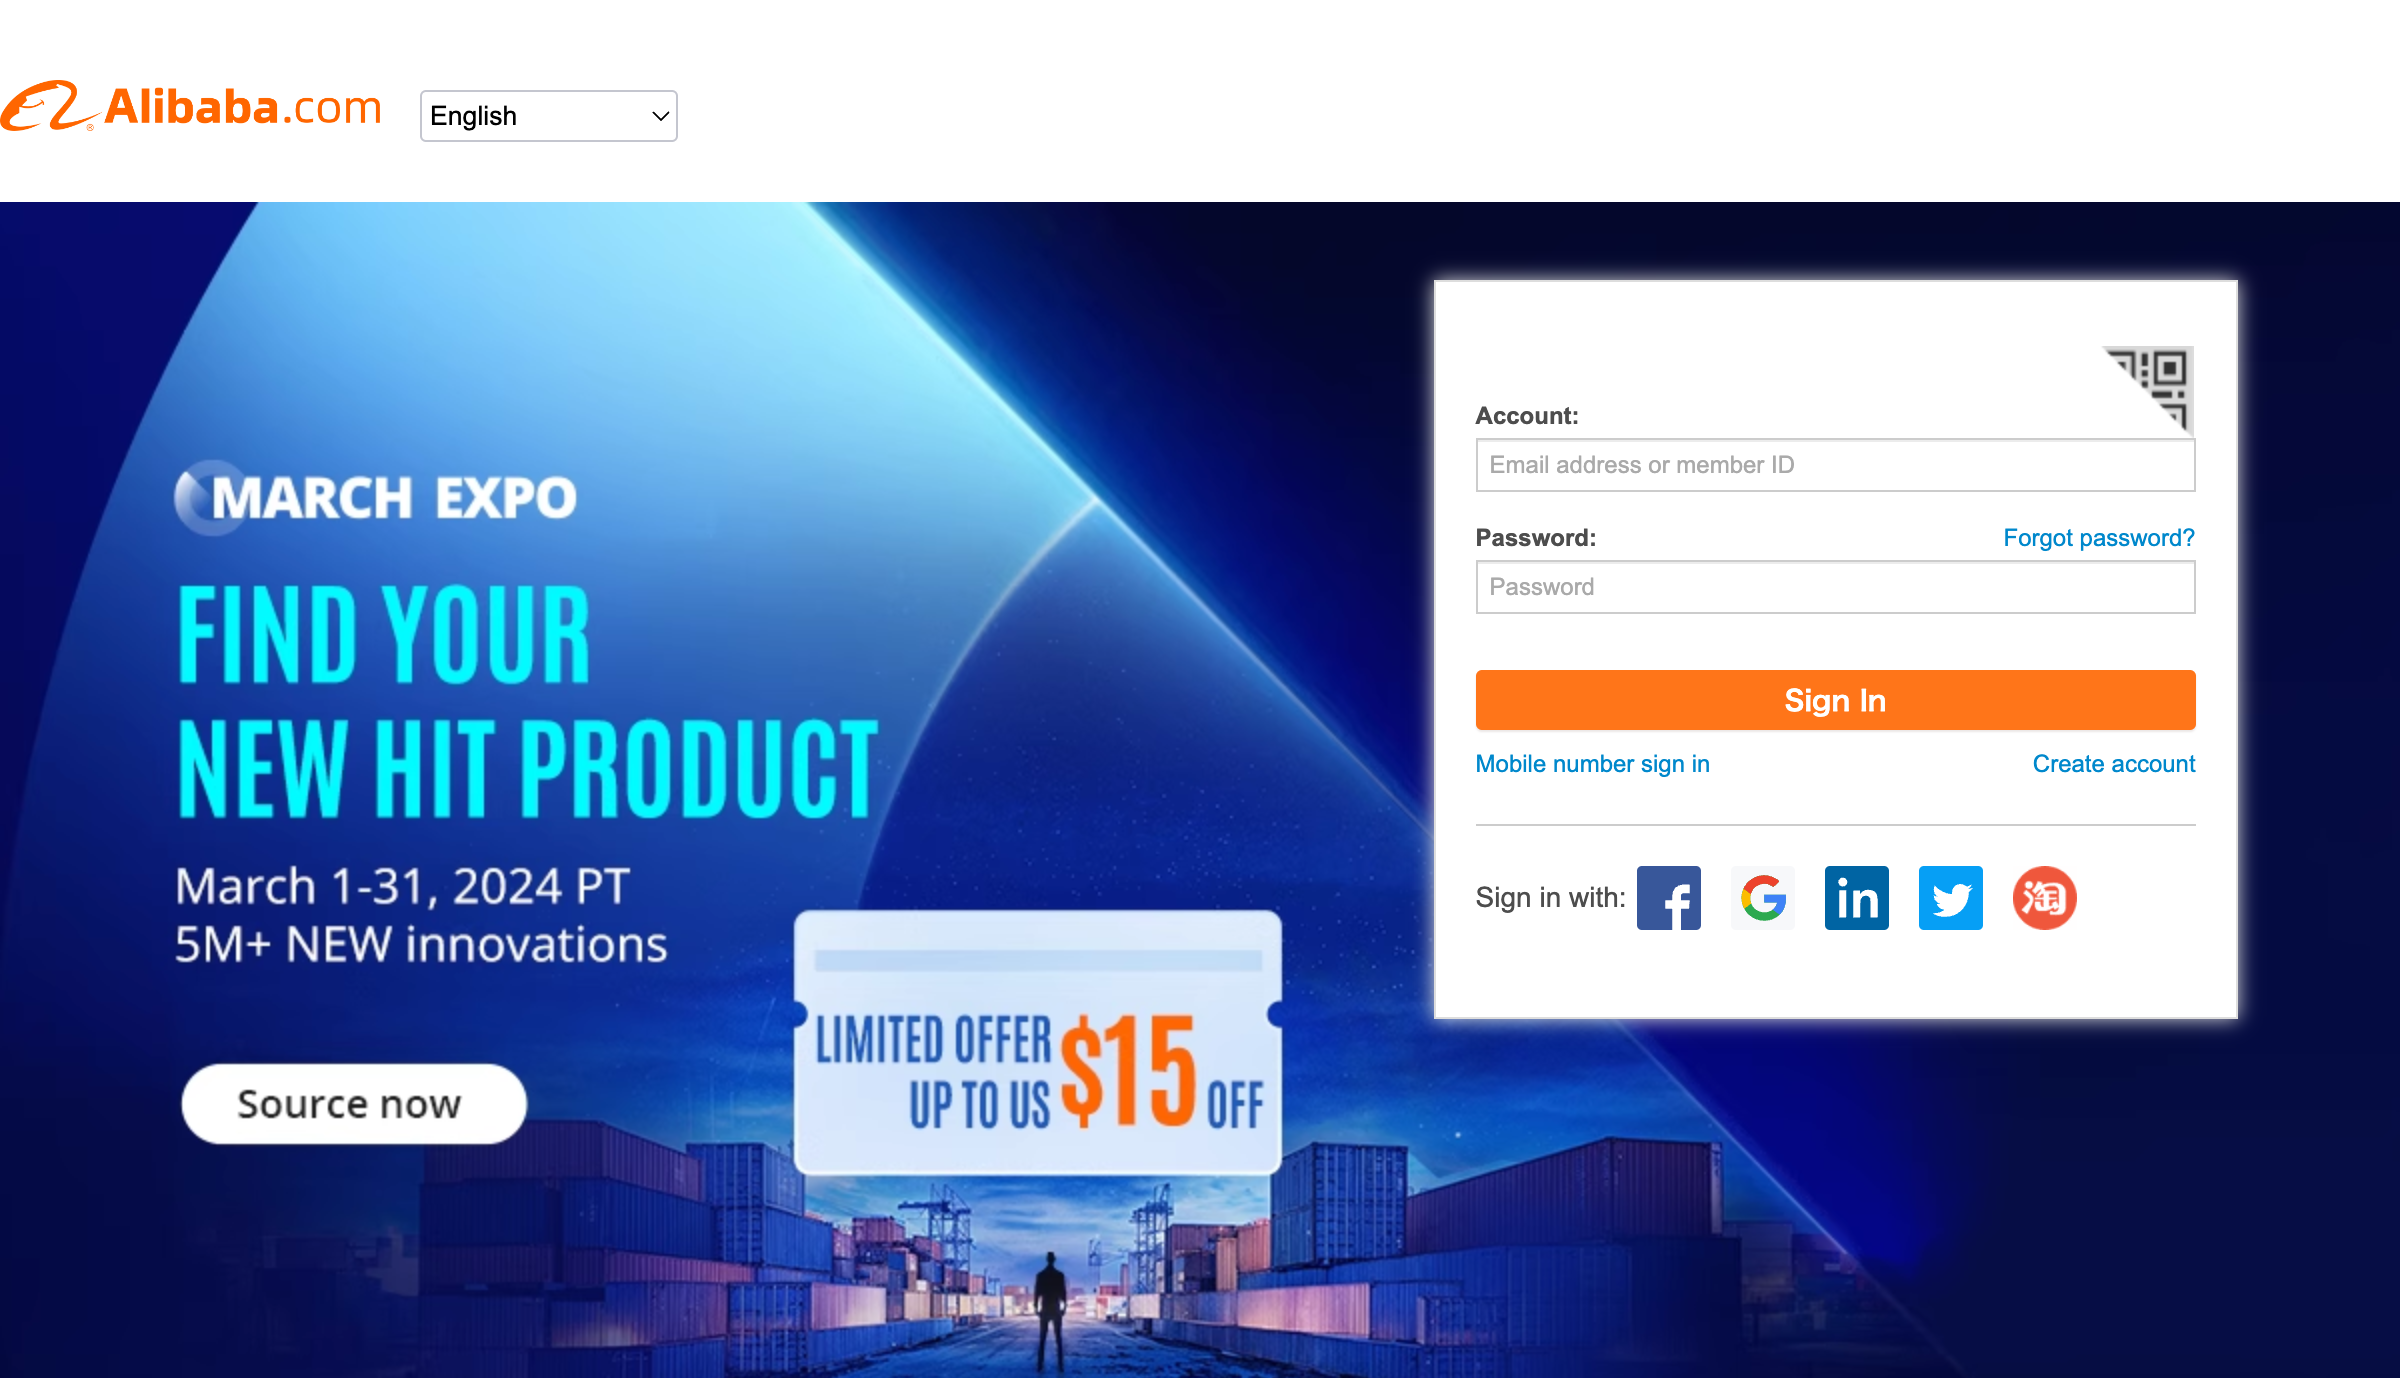 Alibaba.com
English
MARCH EXPO
FIND YOUR
NEW HIT PRODUCT
March 1-31, 2024 PT
5M+ NEW innovations
Source now
LIMITED OFFER
UP TO US $15 OFF
Account:
Email address or member ID
Password:
Forgot password?
Password
Sign In
Mobile number sign in
Create account
Sign in with:
f
G
in
淘